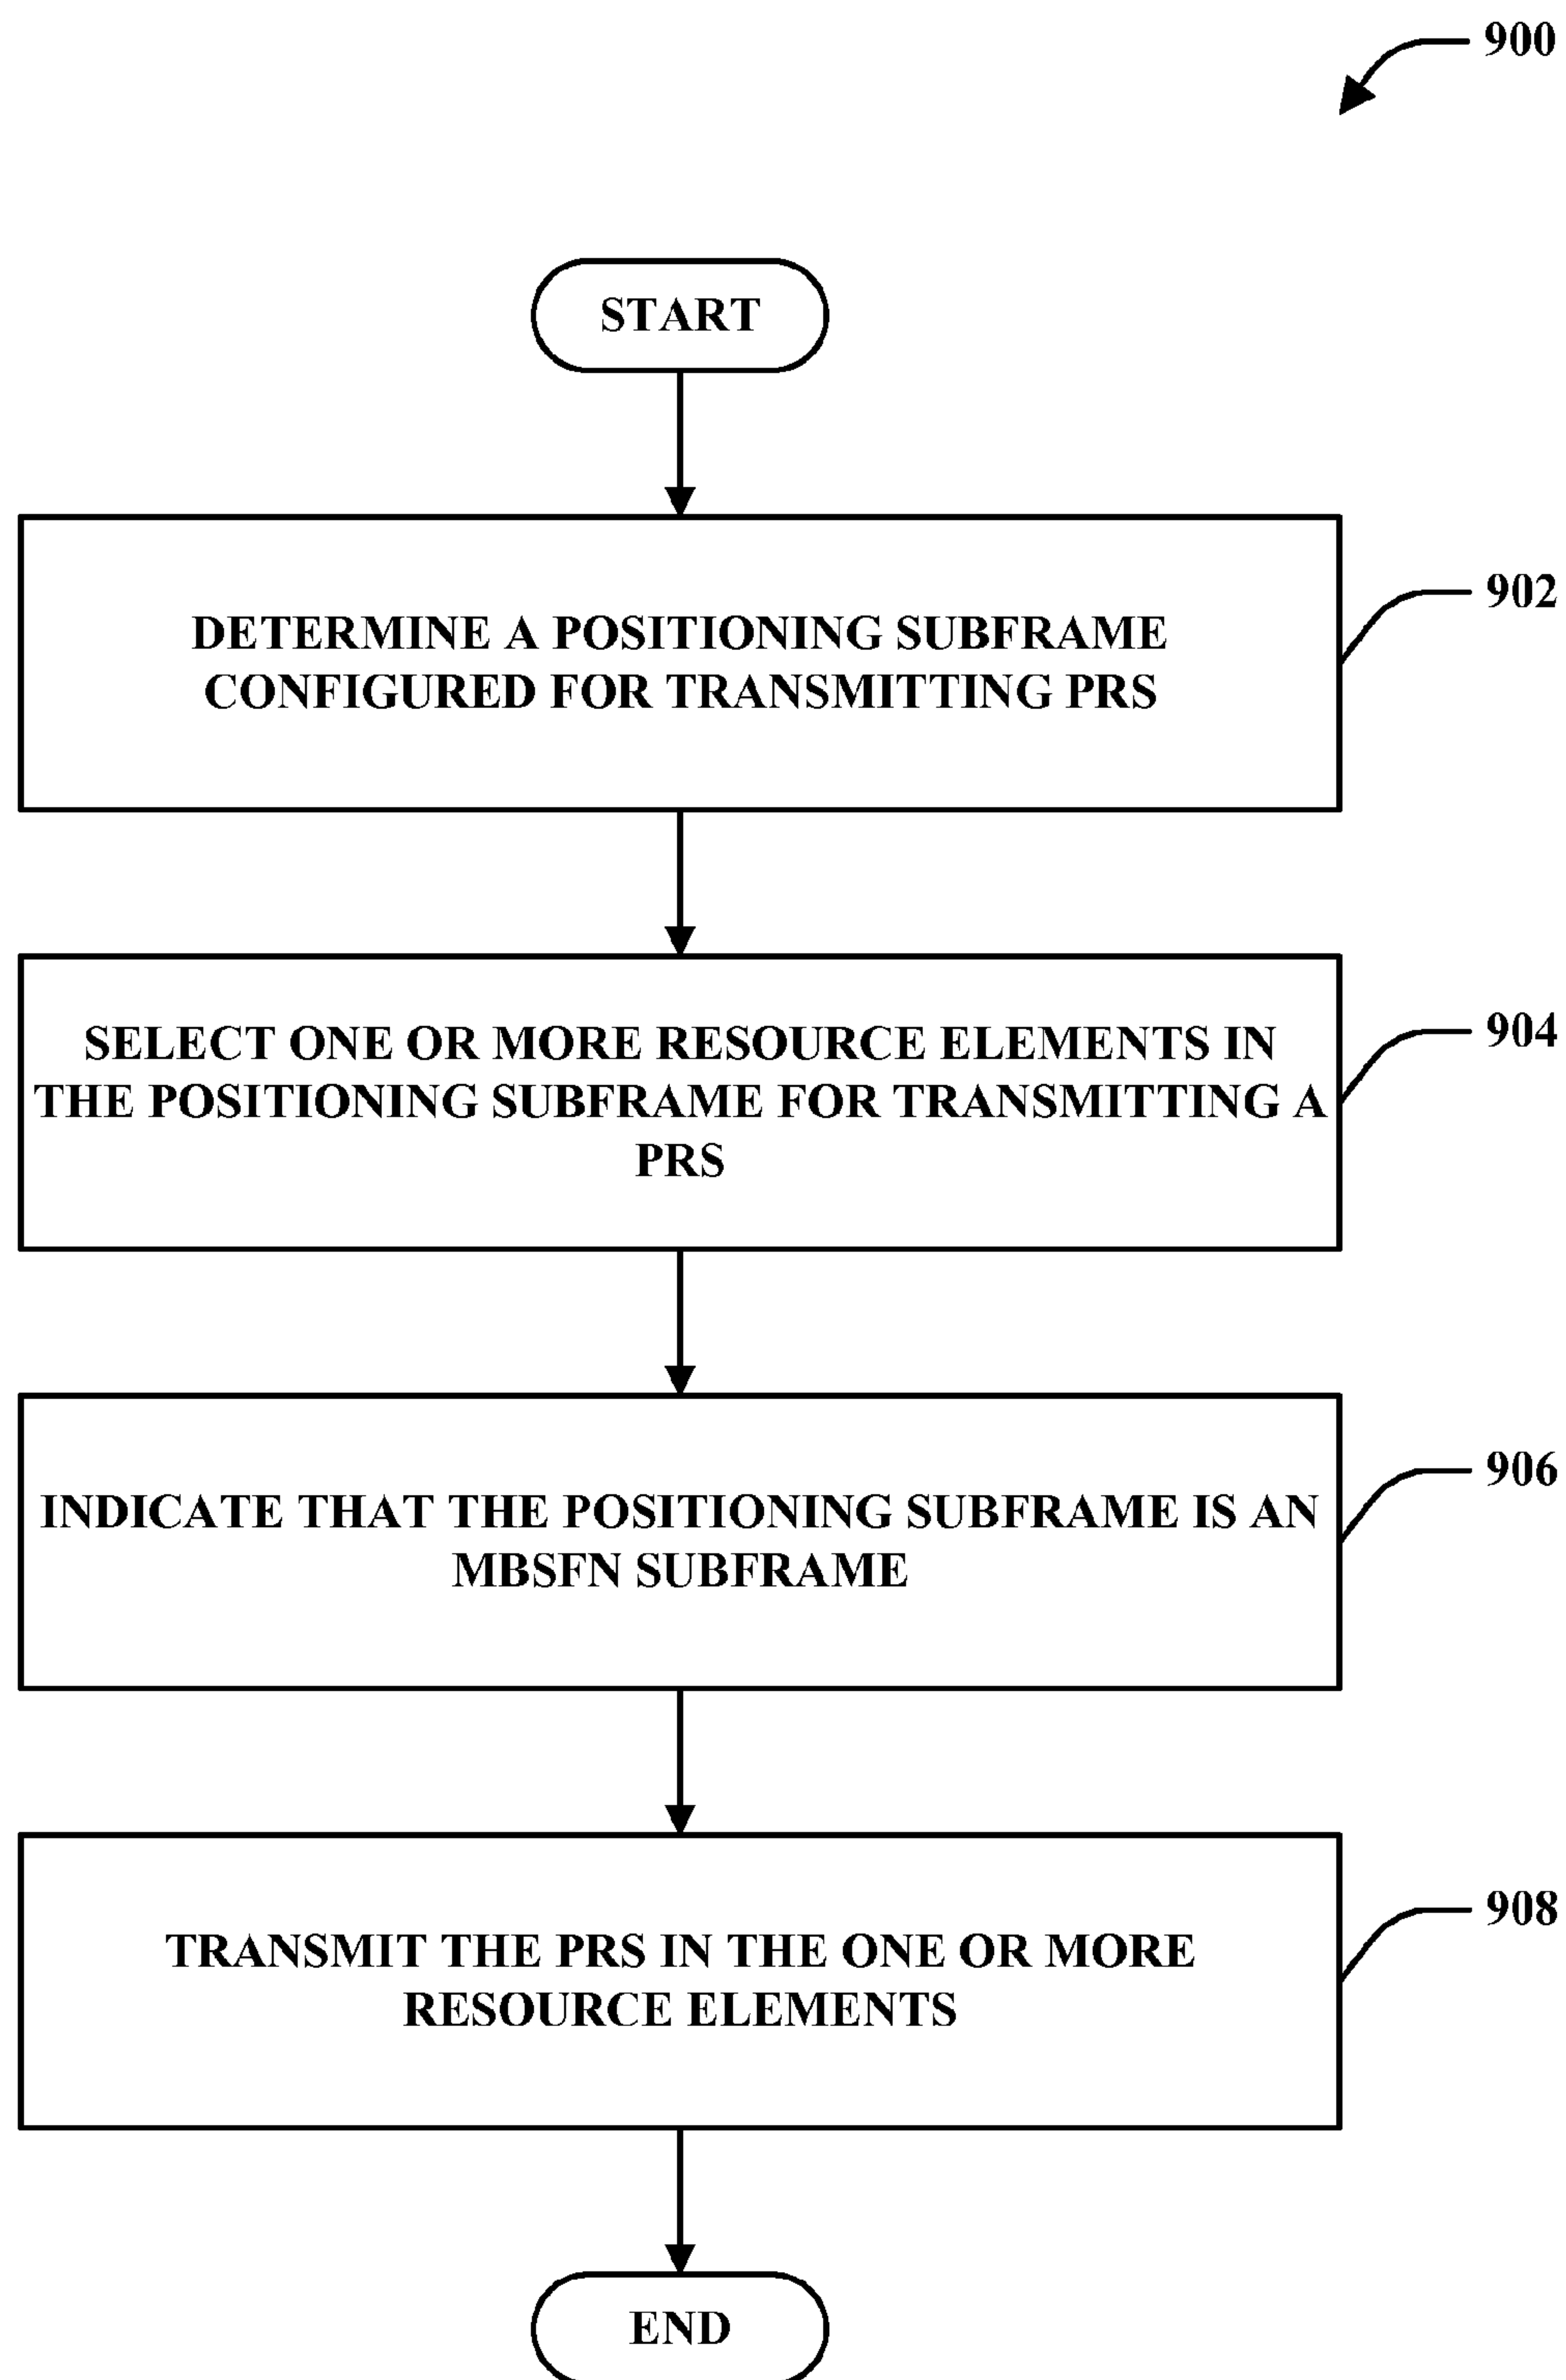 900
START
DETERMINE A POSITIONING SUBFRAME
CONFIGURED FOR TRANSMITTING PRS
902
SELECT ONE OR MORE RESOURCE ELEMENTS IN
THE POSITIONING SUBFRAME FOR TRANSMITTING A
PRS
904
INDICATE THAT THE POSITIONING SUBFRAME IS AN
MBSFN SUBFRAME
906
TRANSMIT THE PRS IN THE ONE OR MORE
RESOURCE ELEMENTS
908
END